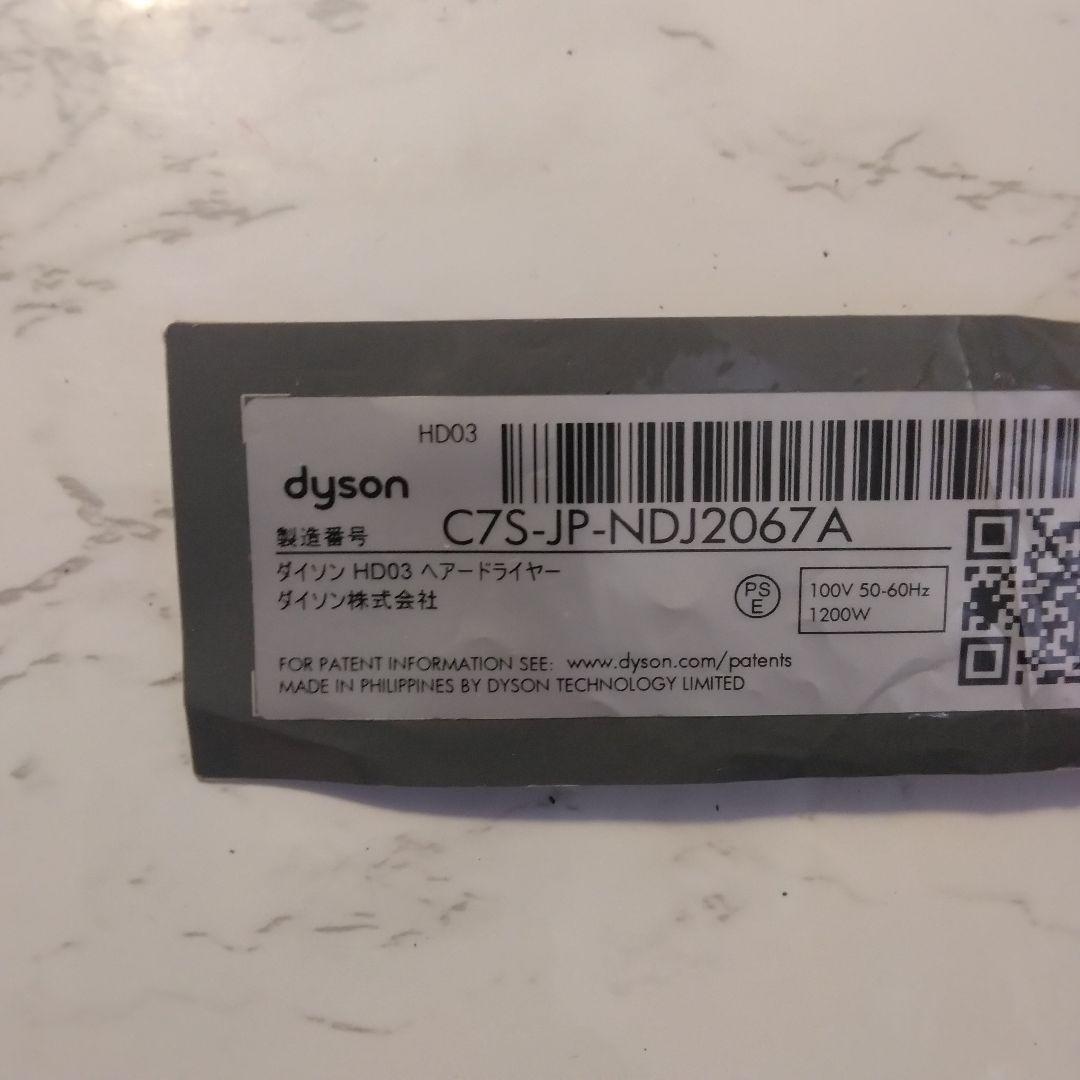 HD03
dyson
製造番号 C7S-JP-NDJ2067A
ダイソン HD03 ヘアードライヤー
ダイソン株式会社
PS
E
100V 50-60Hz
1200W
FOR PATENT INFORMATION SEE: www.dyson.com/patents
MADE IN PHILIPPINES BY DYSON TECHNOLOGY LIMITED